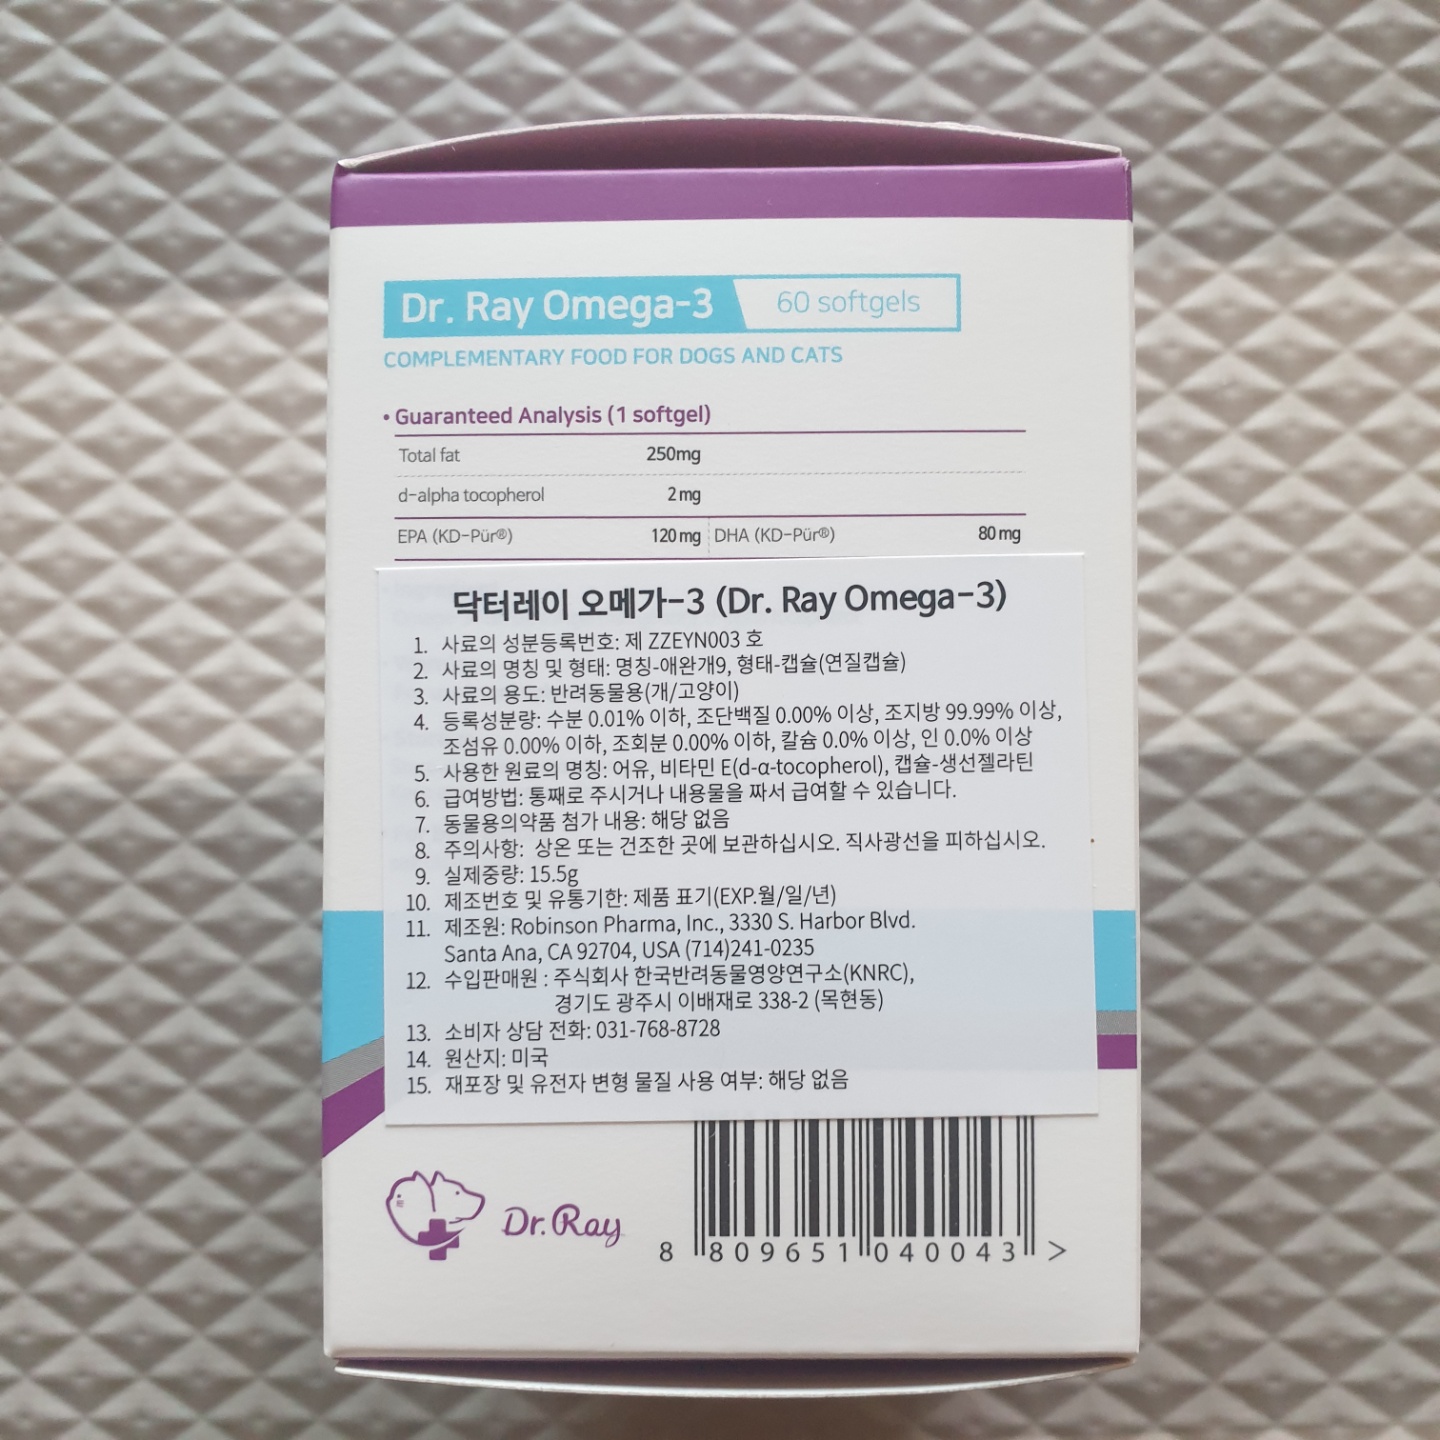 Dr. Ray Omega-3 60 softgels
COMPLEMENTARY FOOD FOR DOGS AND CATS
• Guaranteed Analysis (1 softgel)
Total fat 250mg
d-alpha tocopherol 2mg
EPA (KD-Pür®) 120mg DHA (KD-Pür®) 80mg
닥터레이 오메가-3 (Dr. Ray Omega-3)
1. 사료의 성분등록번호: 제 ZZEYN003 호
2. 사료의 명칭 및 형태: 명칭-애완개9, 형태-캡슐(연질캡슐)
3. 사료의 용도: 반려동물용(개/고양이)
4. 등록성분량: 수분 0.01% 이하, 조단백질 0.00% 이상, 조지방 99.99% 이상,
조섬유 0.00% 이하, 조회분 0.00% 이하, 칼슘 0.0% 이상, 인 0.0% 이상
5. 사용한 원료의 명칭: 어유, 비타민 E(d-α-tocopherol), 캡슐-생선젤라틴
6. 급여방법: 통째로 주시거나 내용물을 짜서 급여할 수 있습니다.
7. 동물용의약품 첨가 내용: 해당 없음
8. 주의사항: 상온 또는 건조한 곳에 보관하십시오. 직사광선을 피하십시오.
9. 실제중량: 15.5g
10. 제조번호 및 유통기한: 제품 표기(EXP.월/일/년)
11. 제조원: Robinson Pharma, Inc., 3330 S. Harbor Blvd.
Santa Ana, CA 92704, USA (714)241-0235
12. 수입판매원 : 주식회사 한국반려동물영양연구소(KNRC),
경기도 광주시 이배재로 338-2 (목현동)
13. 소비자 상담 전화: 031-768-8728
14. 원산지: 미국
15. 재포장 및 유전자 변형 물질 사용 여부: 해당 없음
Dr. Ray
8 809651 040043 >